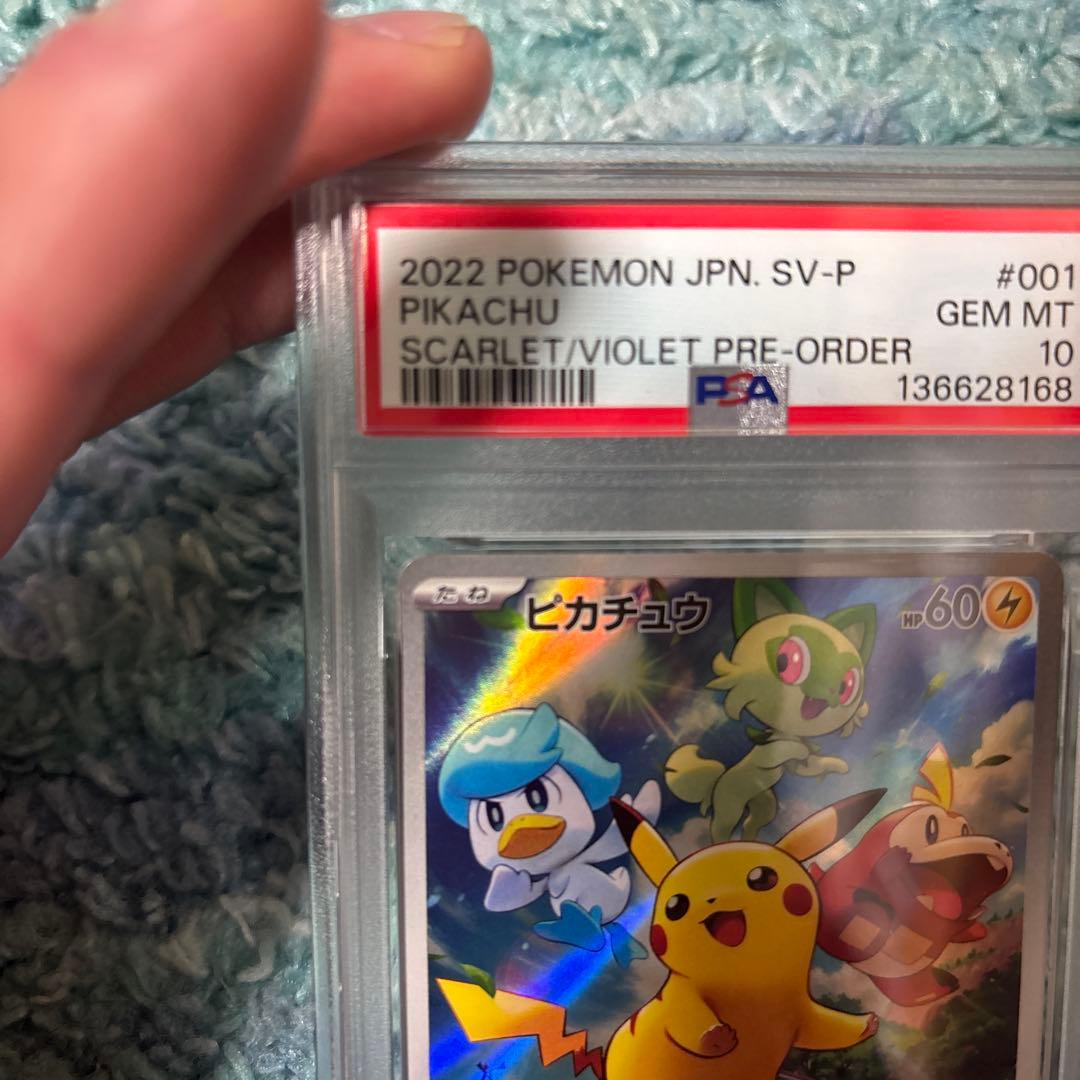 2022 POKEMON JPN. SV-P #001
PIKACHU GEM MT
SCARLET/VIOLET PRE-ORDER 10
PSA 136628168
たね ピカチュウ HP60